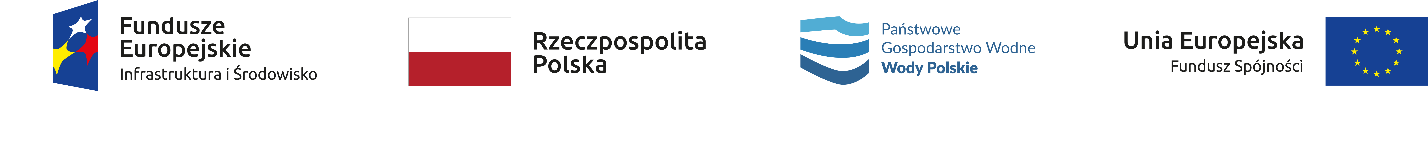 Fundusze
Europejskie
Infrastruktura i Środowisko
Rzeczpospolita
Polska
Państwowe
Gospodarstwo Wodne
Wody Polskie
Unia Europejska
Fundusz Spójności